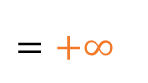 = +∞